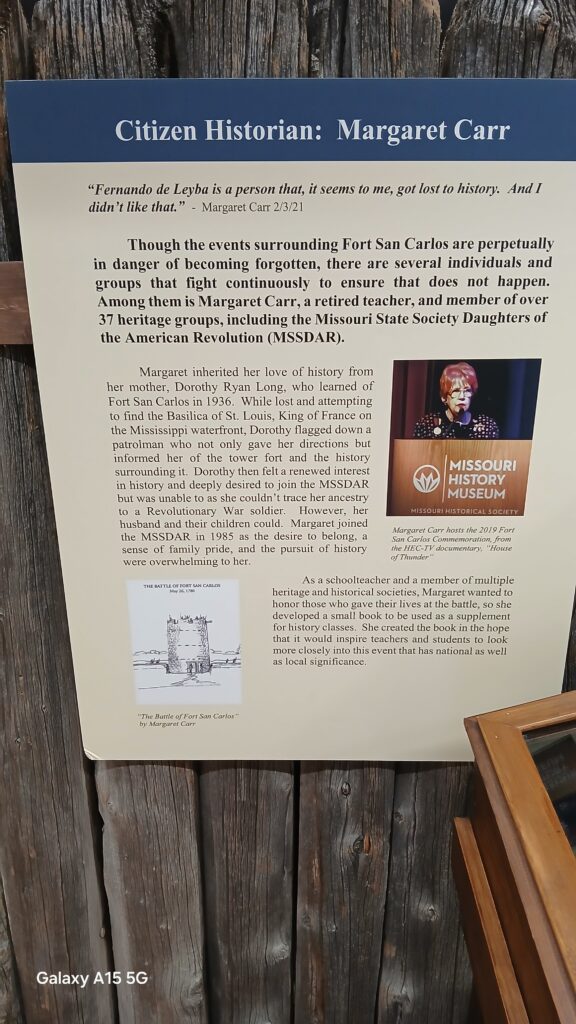 Citizen Historian:  Margaret Carr
“Fernando de Leyba is a person that, it seems to me, got lost to history.  And I
didn’t like that.”  -  Margaret Carr 2/3/21
Though the events surrounding Fort San Carlos are perpetually
in danger of becoming forgotten, there are several individuals and
groups that fight continuously to ensure that does not happen.
Among them is Margaret Carr, a retired teacher, and member of over
37 heritage groups, including the Missouri State Society Daughters of
the American Revolution (MSSDAR).
Margaret inherited her love of history from
her mother, Dorothy Ryan Long, who learned of
Fort San Carlos in 1936.  While lost and attempting
to find the Basilica of St. Louis, King of France on
the Mississippi waterfront, Dorothy flagged down a
patrolman who not only gave her directions but
informed her of the tower fort and the history
surrounding it.  Dorothy then felt a renewed interest
in history and deeply desired to join the MSSDAR
but was unable to as she couldn’t trace her ancestry
to a Revolutionary War soldier.  However, her
husband and their children could.  Margaret joined
the MSSDAR in 1985 as the desire to belong, a
sense of family pride, and the pursuit of history
were overwhelming to her.
MISSOURI
HISTORY
MUSEUM
MISSOURI HISTORICAL SOCIETY
Margaret Carr hosts the 2019 Fort
San Carlos Commemoration, from
the HEC-TV documentary, "House
of Thunder"
THE BATTLE OF FORT SAN CARLOS
May 26, 1780
"The Battle of Fort San Carlos"
by Margaret Carr
As a schoolteacher and a member of multiple
heritage and historical societies, Margaret wanted to
honor those who gave their lives at the battle, so she
developed a small book to be used as a supplement
for history classes.  She created the book in the hope
that it would inspire teachers and students to look
more closely into this event that has national as well
as local significance.
Galaxy A15 5G